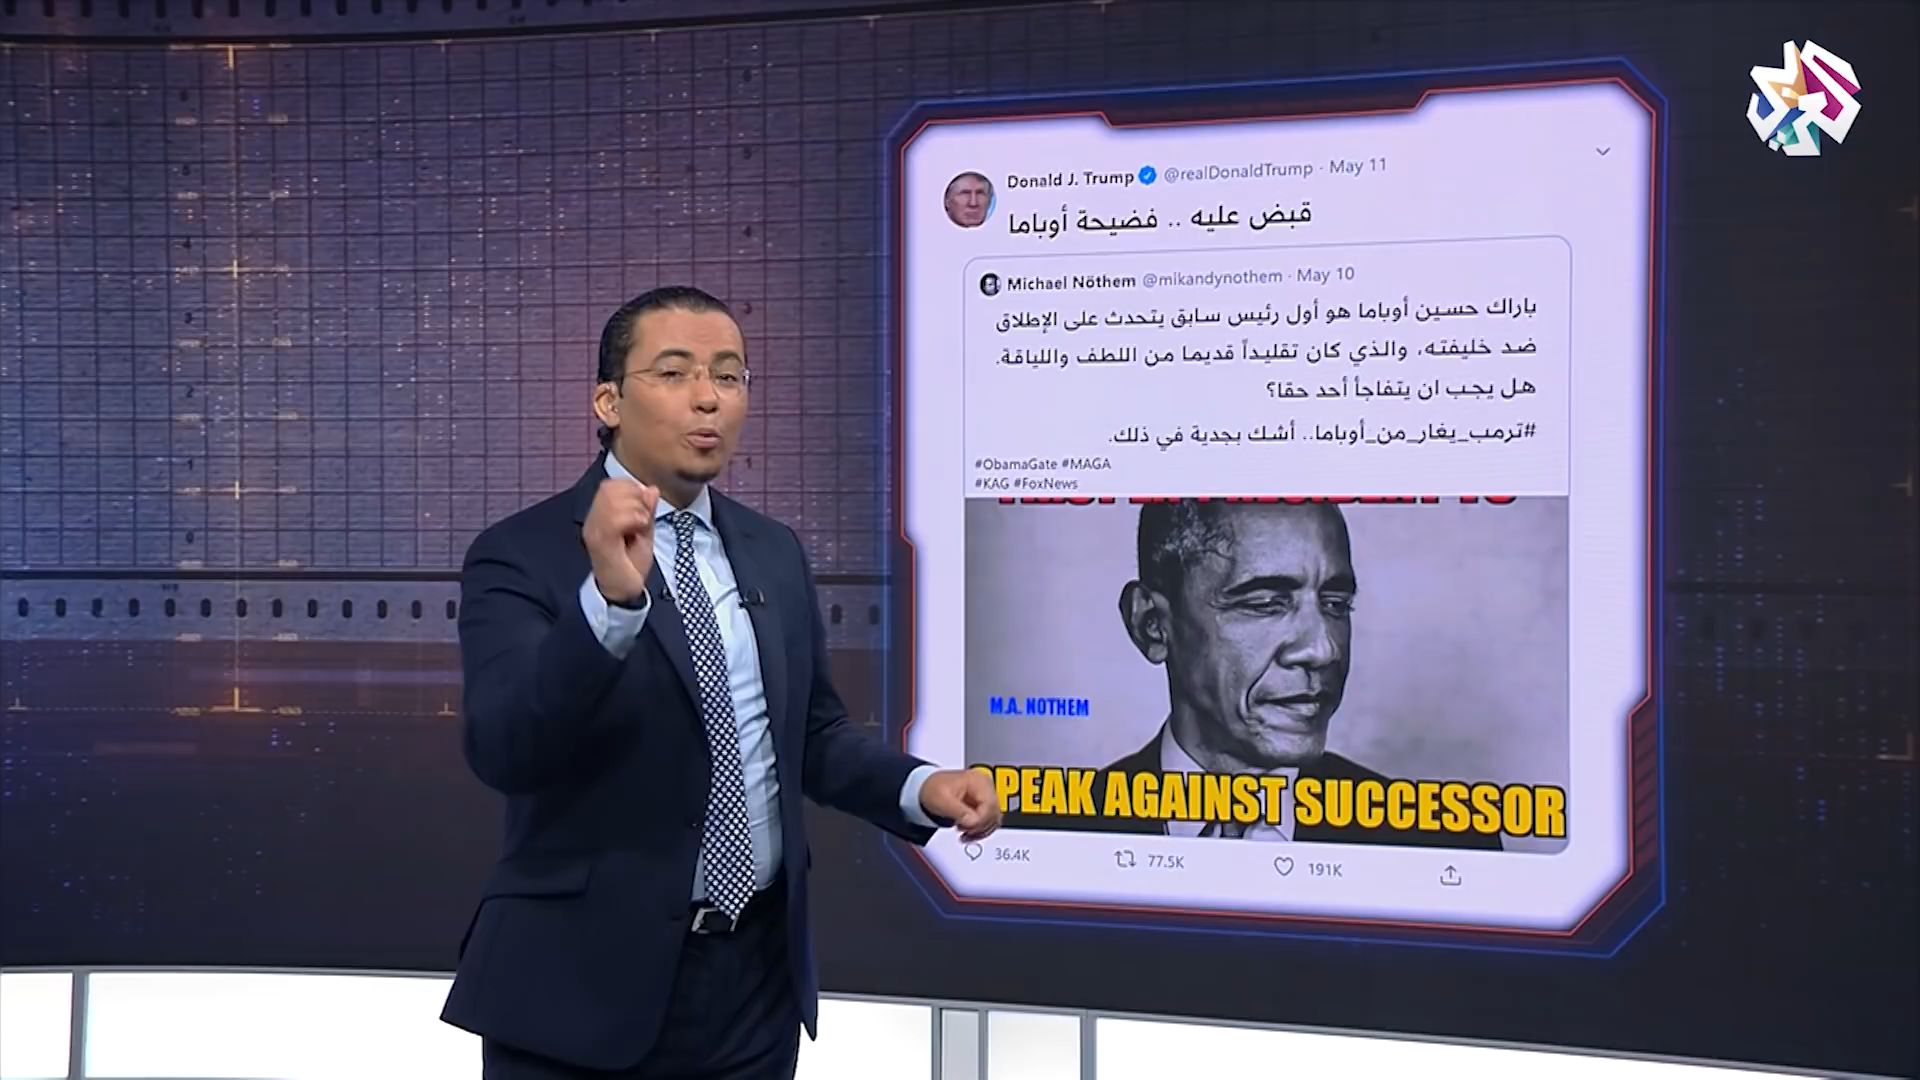 Donald J. Trump @realDonaldTrump · May 11
قبض عليه .. فضيحة أوباما
Michael Nöthem @mikandynothem · May 10
باراك حسين أوباما هو أول رئيس سابق يتحدث على الإطلاق
ضد خليفته، والذي كان تقليداً قديما من اللطف واللياقة.
هل يجب ان يتفاجأ أحد حقا؟
#ترمب_يغار_من_أوباما.. أشك بجدية في ذلك.
#ObamaGate #MAGA
#KAG #FoxNews
M.A. NOTHEM
SPEAK AGAINST SUCCESSOR
36.4K 77.5K 191K